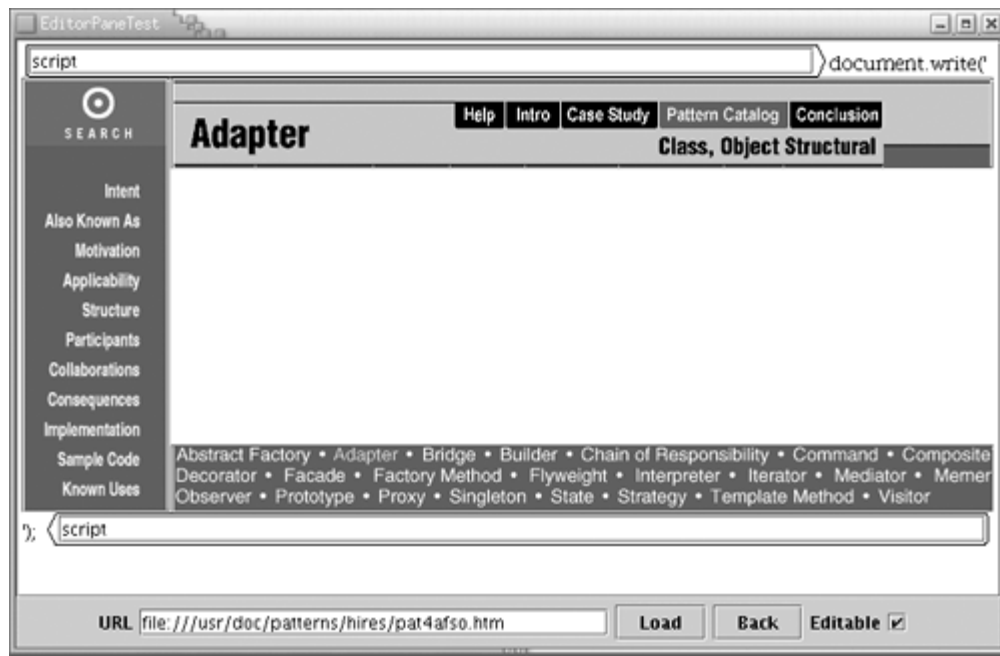 EditorPaneTest
script document.write('
SEARCH
Help Intro Case Study Pattern Catalog Conclusion
Adapter
Class, Object Structural
Intent
Also Known As
Motivation
Applicability
Structure
Participants
Collaborations
Consequences
Implementation
Sample Code
Known Uses
Abstract Factory • Adapter • Bridge • Builder • Chain of Responsibility • Command • Composite
Decorator • Facade • Factory Method • Flyweight • Interpreter • Iterator • Mediator • Memer
Observer • Prototype • Proxy • Singleton • State • Strategy • Template Method • Visitor
'); script
URL file:///usr/doc/patterns/hires/pat4afso.htm Load Back Editable